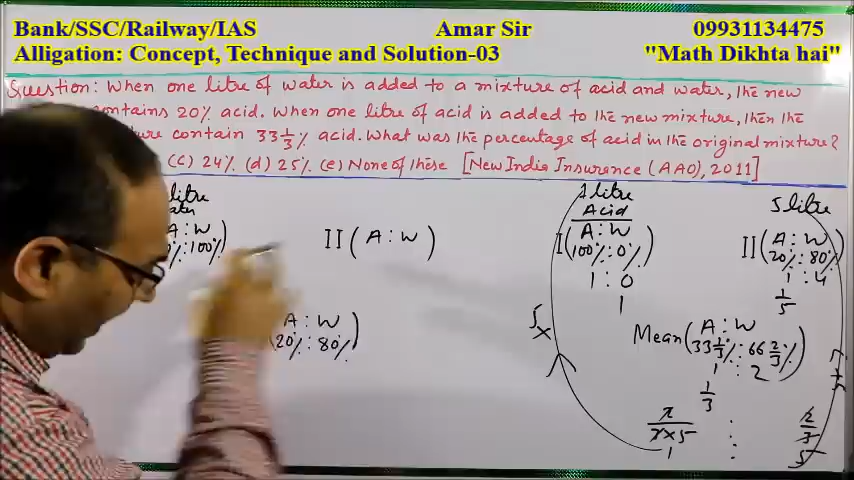 Bank/SSC/Railway/IAS Amar Sir 09931134475
Alligation: Concept, Technique and Solution-03 "Math Dikhta hai"
Question: When one litre of water is added to a mixture of acid and water, the new
contains 20% acid. When one litre of acid is added to the new mixture, then the
contain 33 1/3 % acid. What was the percentage of acid in the original mixture?
(c) 24% (d) 25% (e) None of these [New India Insurance (AAO), 2011]
litre 1 litre 5 litre
Acid
A : W II ( A : W ) I ( A : W ) II ( A : W )
: 100% ) 100% : 0% 20% : 80%
1 : 0 1 : 4
1 1/5
A : W Mean ( A : W )
20% : 80% ) 33 1/3 % : 66 2/3 %
1 : 2
1/3
5x
1 : 5